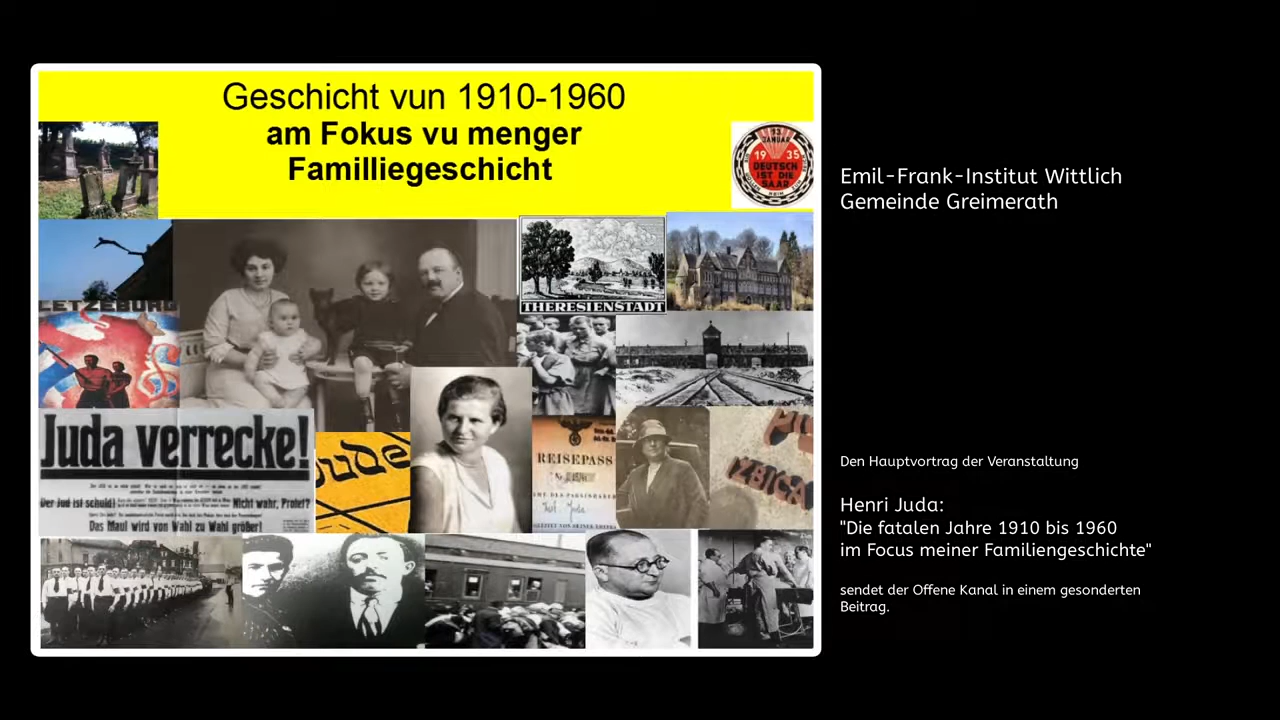 Geschicht vun 1910-1960
am Fokus vu menger
Familliegeschicht
13.
JANUAR
19 35
DEUTSCH
IST DIE
SAAR
LETZEBURG
THERESIENSTADT
Juda verrecke!
Der Jud ist schuld!
Nicht wahr, Prolet?
Das Maul wird von Wahl zu Wahl größer!
Jude
REISEPASS
IZBICA
Emil-Frank-Institut Wittlich
Gemeinde Greimerath
Den Hauptvortrag der Veranstaltung
Henri Juda:
"Die fatalen Jahre 1910 bis 1960
im Focus meiner Familiengeschichte"
sendet der Offene Kanal in einem gesonderten
Beitrag.